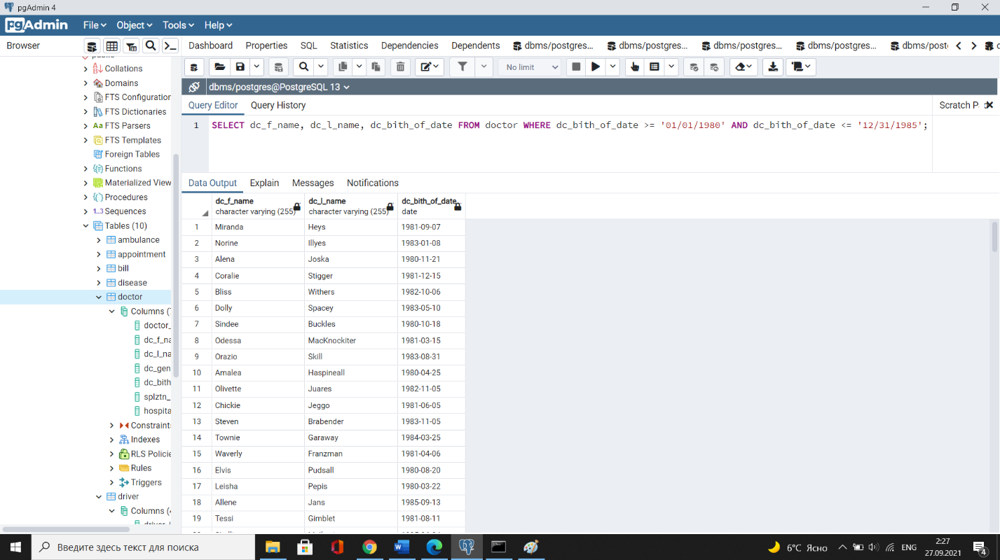 pgAdmin 4
pgAdmin File Object Tools Help
Browser Dashboard Properties SQL Statistics Dependencies Dependents dbms/postgre... dbms/postgres... dbms/postgres... dbms/postgres... dbms/post
Collations
Domains
FTS Configuration
FTS Dictionaries
FTS Parsers
FTS Templates
Foreign Tables
Functions
Materialized View
Procedures
1..3 Sequences
Tables (10)
ambulance
appointment
bill
disease
doctor
Columns (
doctor_
dc_f_na
dc_l_na
dc_gen
dc_bith
splztn_
hospita
Constraint
Indexes
RLS Policie
Rules
Triggers
driver
Columns (
No limit
dbms/postgres@PostgreSQL 13
Query Editor Query History Scratch P
1 SELECT dc_f_name, dc_l_name, dc_bith_of_date FROM doctor WHERE dc_bith_of_date >= '01/01/1980' AND dc_bith_of_date <= '12/31/1985';
Data Output Explain Messages Notifications
dc_f_name dc_l_name dc_bith_of_date
character varying (255) character varying (255) date
1 Miranda Heys 1981-09-07
2 Norine Illyes 1983-01-08
3 Alena Joska 1980-11-21
4 Coralie Stigger 1981-12-15
5 Bliss Withers 1982-10-06
6 Dolly Spacey 1983-05-10
7 Sindee Buckles 1980-10-18
8 Odessa MacKnockiter 1981-03-15
9 Orazio Skill 1983-08-31
10 Amalea Haspineall 1980-04-25
11 Olivette Juares 1982-11-05
12 Chickie Jeggo 1981-06-05
13 Steven Brabender 1983-11-05
14 Townie Garaway 1984-03-25
15 Waverly Franzman 1981-04-06
16 Elvis Pudsall 1980-08-20
17 Leisha Pepis 1980-03-22
18 Allene Jans 1985-09-13
19 Tessi Gimblet 1981-08-11
Введите здесь текст для поиска 6°C Ясно ENG 2:27
27.09.2021 4